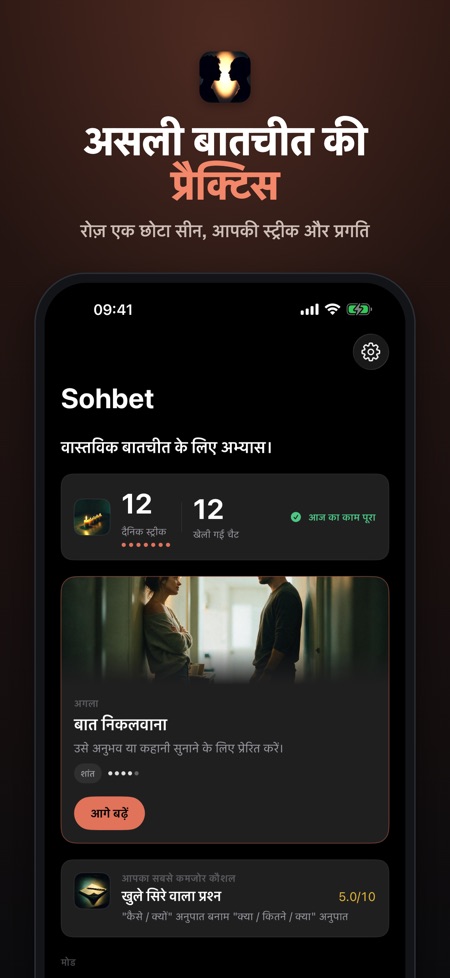 असली बातचीत की
प्रैक्टिस
रोज़ एक छोटा सीन, आपकी स्ट्रीक और प्रगति
09:41
Sohbet
वास्तविक बातचीत के लिए अभ्यास।
12
दैनिक स्ट्रीक
12
खेली गई चैट
आज का काम पूरा
अगला
बात निकलवाना
उसे अनुभव या कहानी सुनाने के लिए प्रेरित करें।
शांत
आगे बढ़ें
आपका सबसे कमजोर कौशल
खुले सिरे वाला प्रश्न
5.0/10
"कैसे / क्यों" अनुपात बनाम "क्या / कितने / क्या" अनुपात
मोड